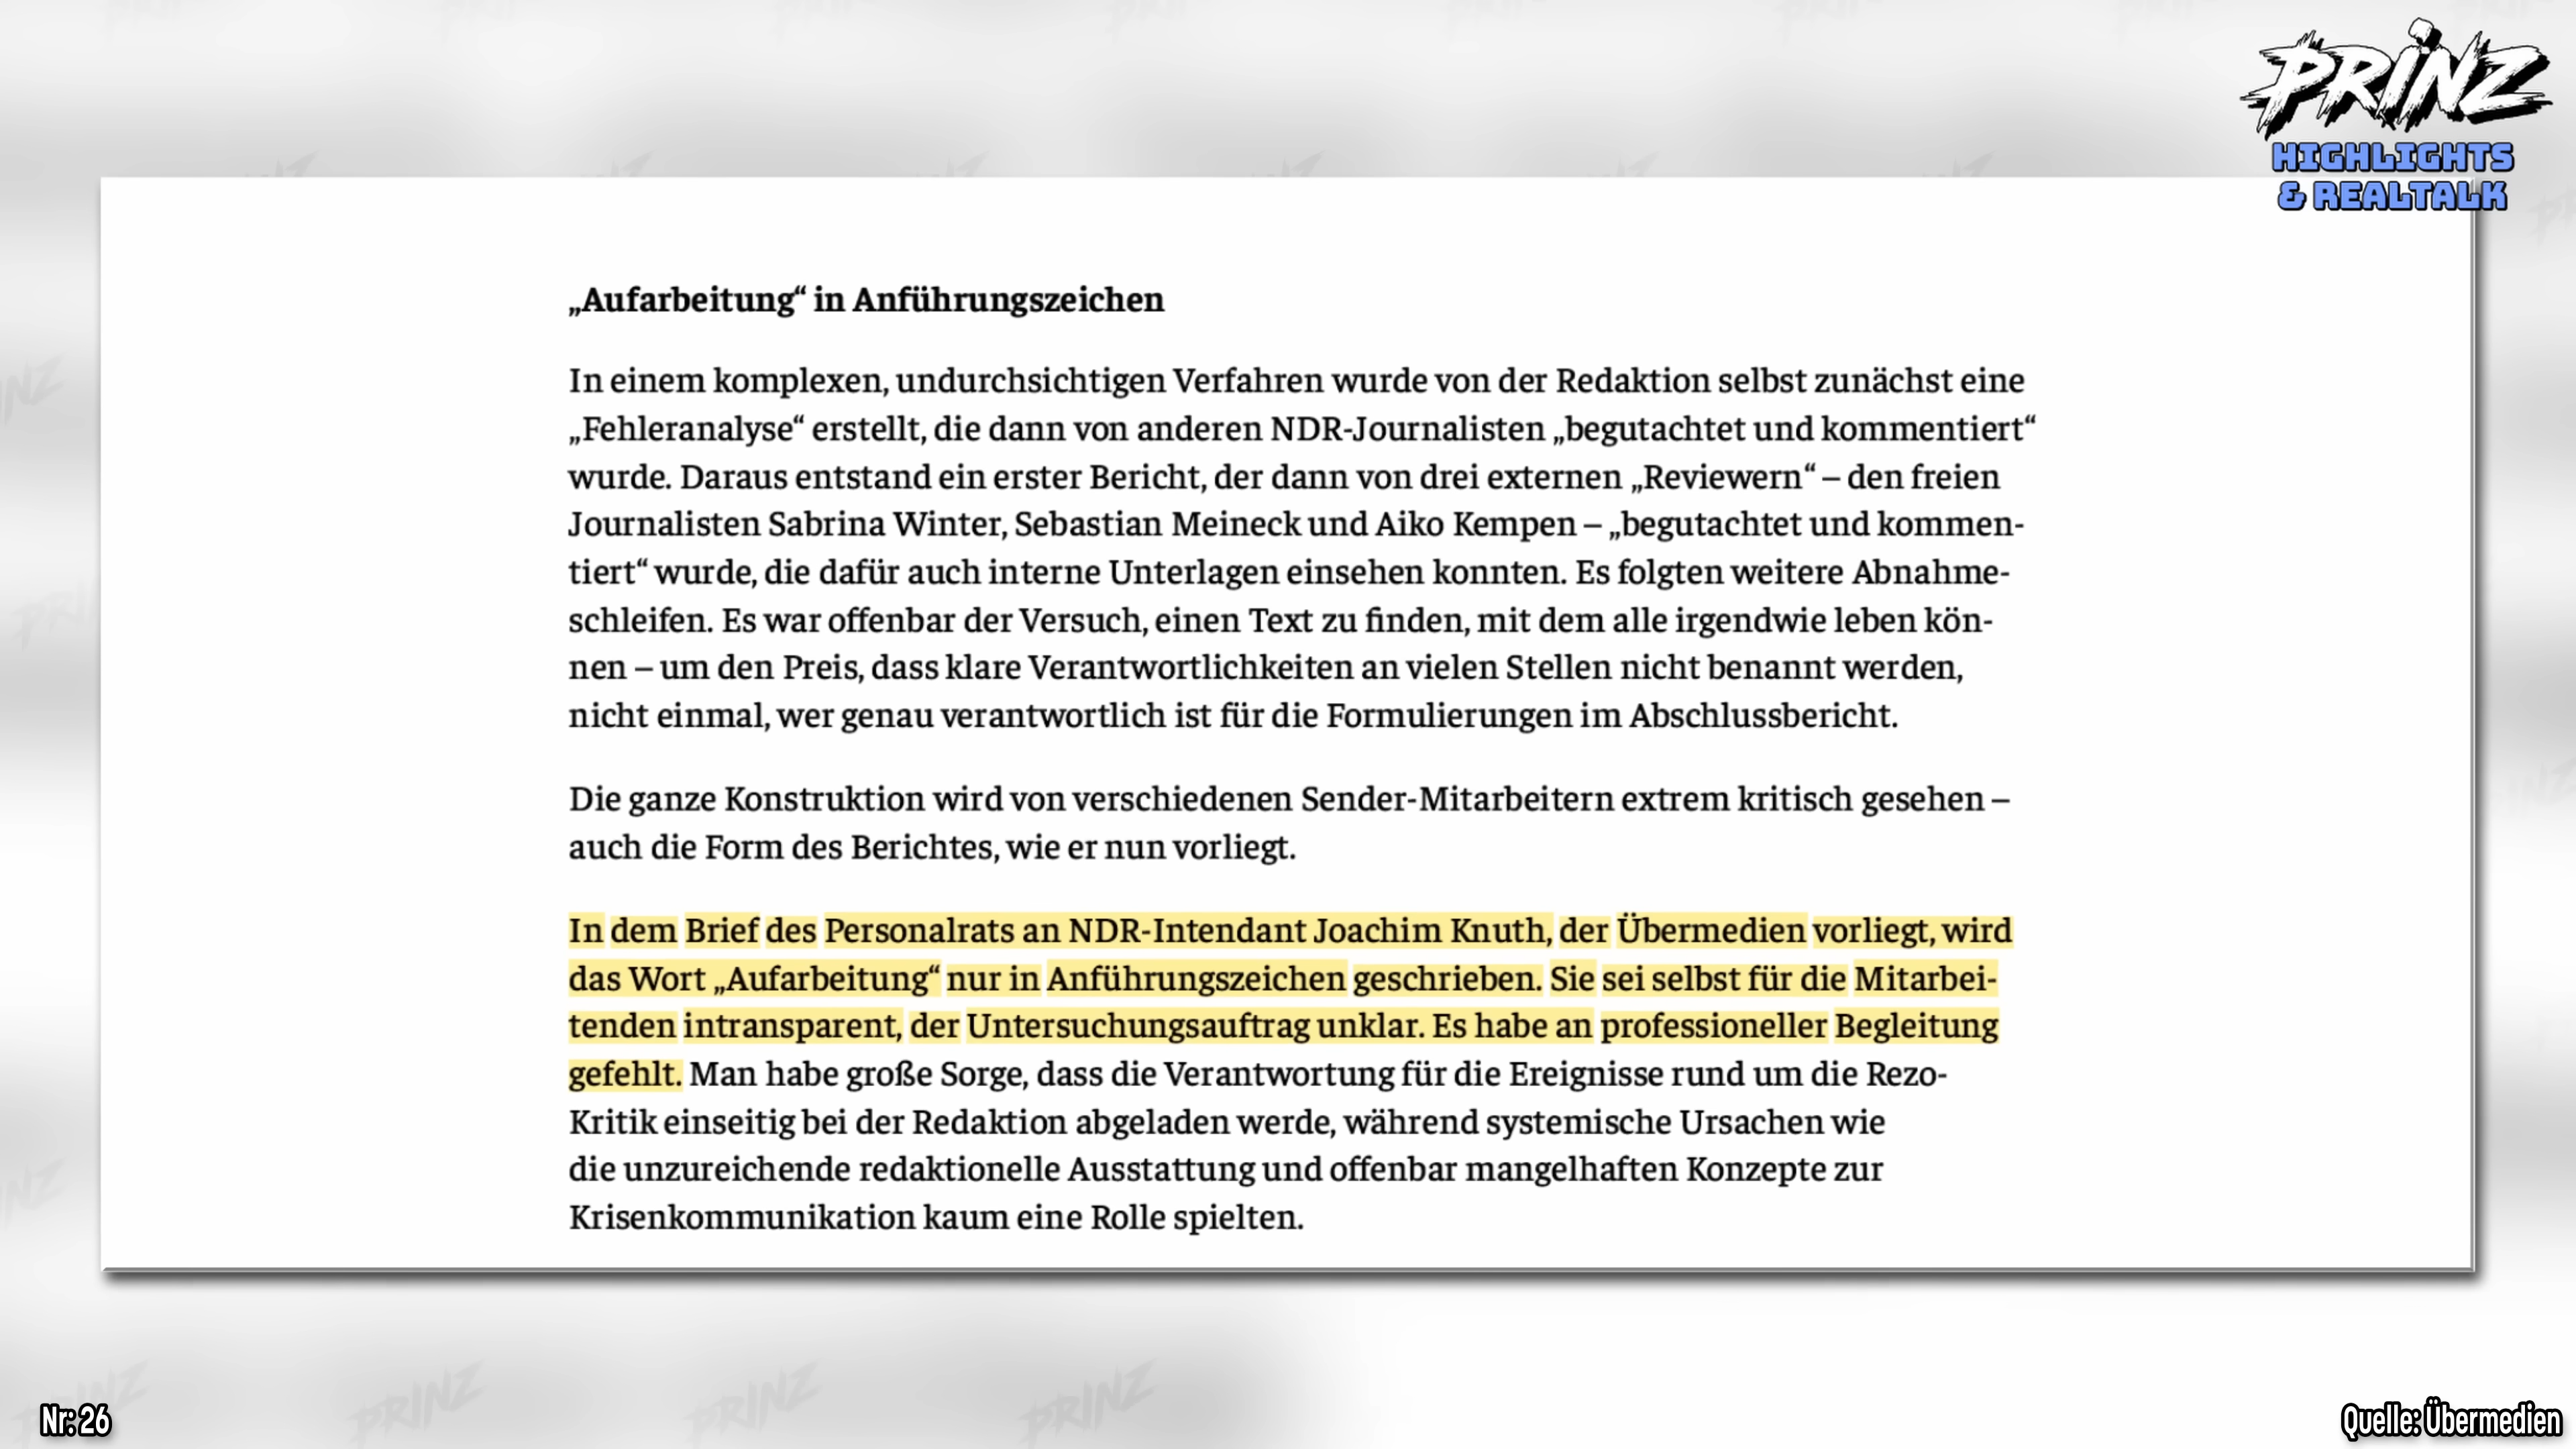 PRINZ
HIGHLIGHTS
& REALTALK
„Aufarbeitung“ in Anführungszeichen
In einem komplexen, undurchsichtigen Verfahren wurde von der Redaktion selbst zunächst eine
„Fehleranalyse“ erstellt, die dann von anderen NDR-Journalisten „begutachtet und kommentiert“
wurde. Daraus entstand ein erster Bericht, der dann von drei externen „Reviewern“ – den freien
Journalisten Sabrina Winter, Sebastian Meineck und Aiko Kempen – „begutachtet und kommen-
tiert“ wurde, die dafür auch interne Unterlagen einsehen konnten. Es folgten weitere Abnahme-
schleifen. Es war offenbar der Versuch, einen Text zu finden, mit dem alle irgendwie leben kön-
nen – um den Preis, dass klare Verantwortlichkeiten an vielen Stellen nicht benannt werden,
nicht einmal, wer genau verantwortlich ist für die Formulierungen im Abschlussbericht.
Die ganze Konstruktion wird von verschiedenen Sender-Mitarbeitern extrem kritisch gesehen –
auch die Form des Berichtes, wie er nun vorliegt.
In dem Brief des Personalrats an NDR-Intendant Joachim Knuth, der Übermedien vorliegt, wird
das Wort „Aufarbeitung“ nur in Anführungszeichen geschrieben. Sie sei selbst für die Mitarbei-
tenden intransparent, der Untersuchungsauftrag unklar. Es habe an professioneller Begleitung
gefehlt. Man habe große Sorge, dass die Verantwortung für die Ereignisse rund um die Rezo-
Kritik einseitig bei der Redaktion abgeladen werde, während systemische Ursachen wie
die unzureichende redaktionelle Ausstattung und offenbar mangelhaften Konzepte zur
Krisenkommunikation kaum eine Rolle spielten.
Nr: 26
Quelle: Übermedien